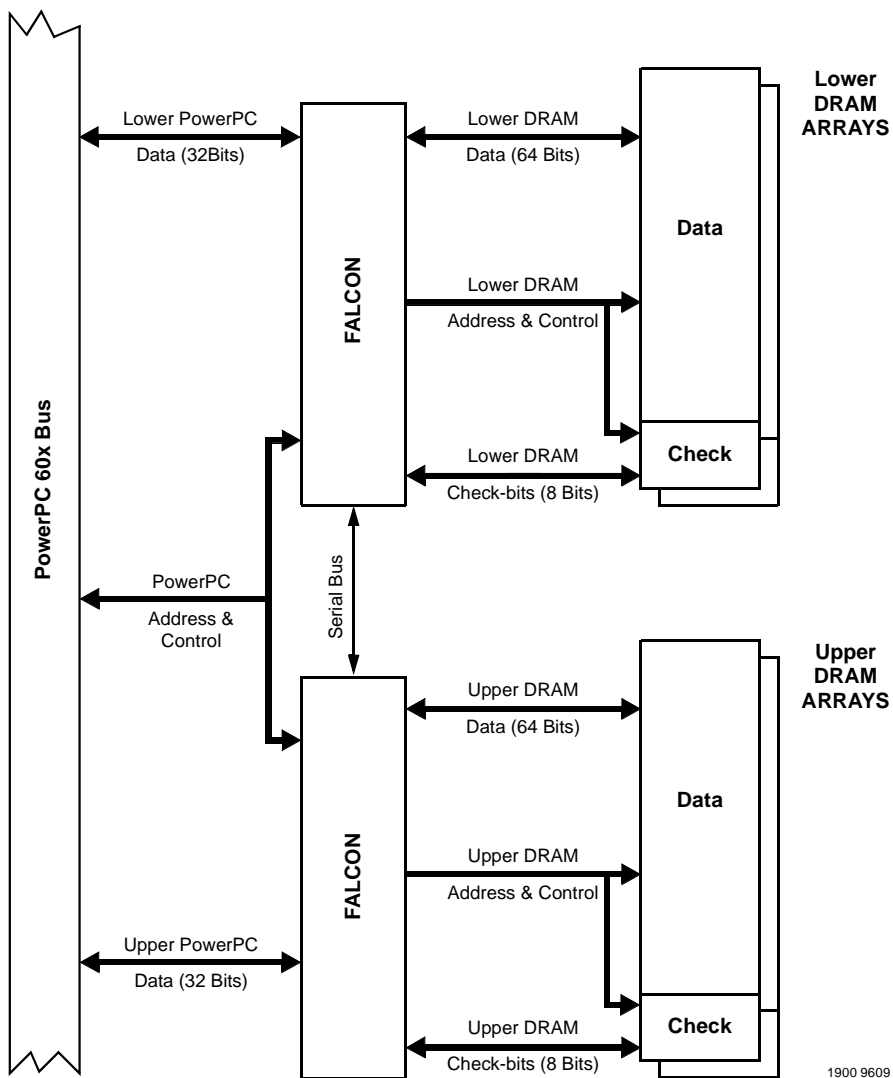 Lower
DRAM
ARRAYS
Lower PowerPC
Data (32Bits)
Lower DRAM
Data (64 Bits)
Data
FALCON
Lower DRAM
Address & Control
PowerPC 60x Bus
Lower DRAM
Check-bits (8 Bits)
Check
Serial Bus
PowerPC
Address &
Control
Upper
DRAM
ARRAYS
Upper DRAM
Data (64 Bits)
Data
FALCON
Upper DRAM
Address & Control
Upper PowerPC
Data (32 Bits)
Upper DRAM
Check-bits (8 Bits)
Check
1900 9609